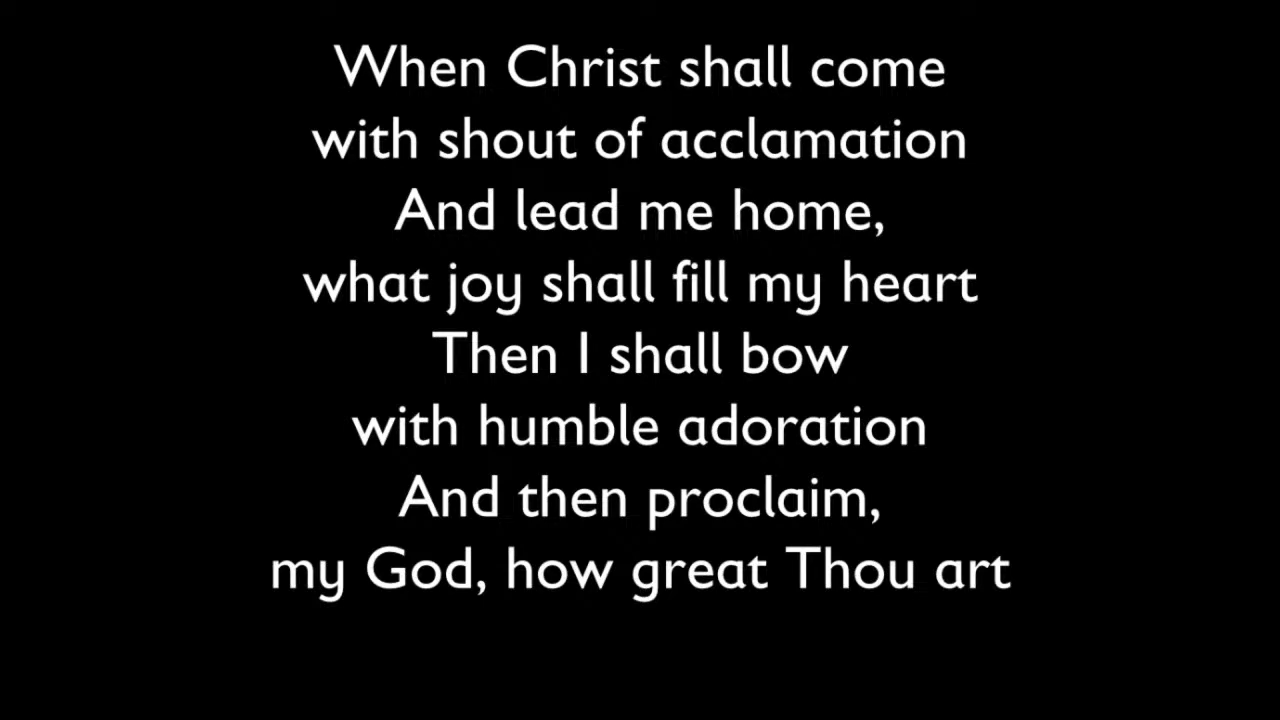 When Christ shall come
with shout of acclamation
And lead me home,
what joy shall fill my heart
Then I shall bow
with humble adoration
And then proclaim,
my God, how great Thou art